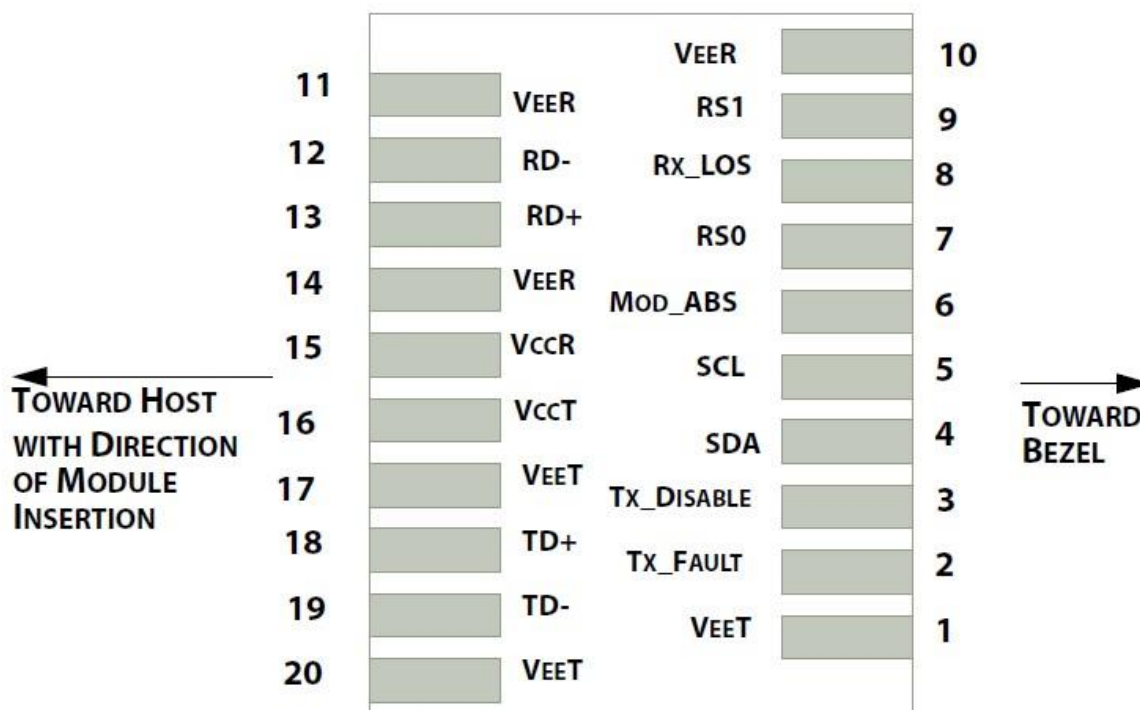 VEER 10
11 VEER
RS1 9
12 RD-
RX_LOS 8
13 RD+
RS0 7
14 VEER
MOD_ABS 6
15 VCCR
SCL 5
TOWARD HOST
WITH DIRECTION
OF MODULE
INSERTION
TOWARD
BEZEL
16 VCCT
SDA 4
17 VEET
TX_DISABLE 3
18 TD+
TX_FAULT 2
19 TD-
VEET 1
20 VEET